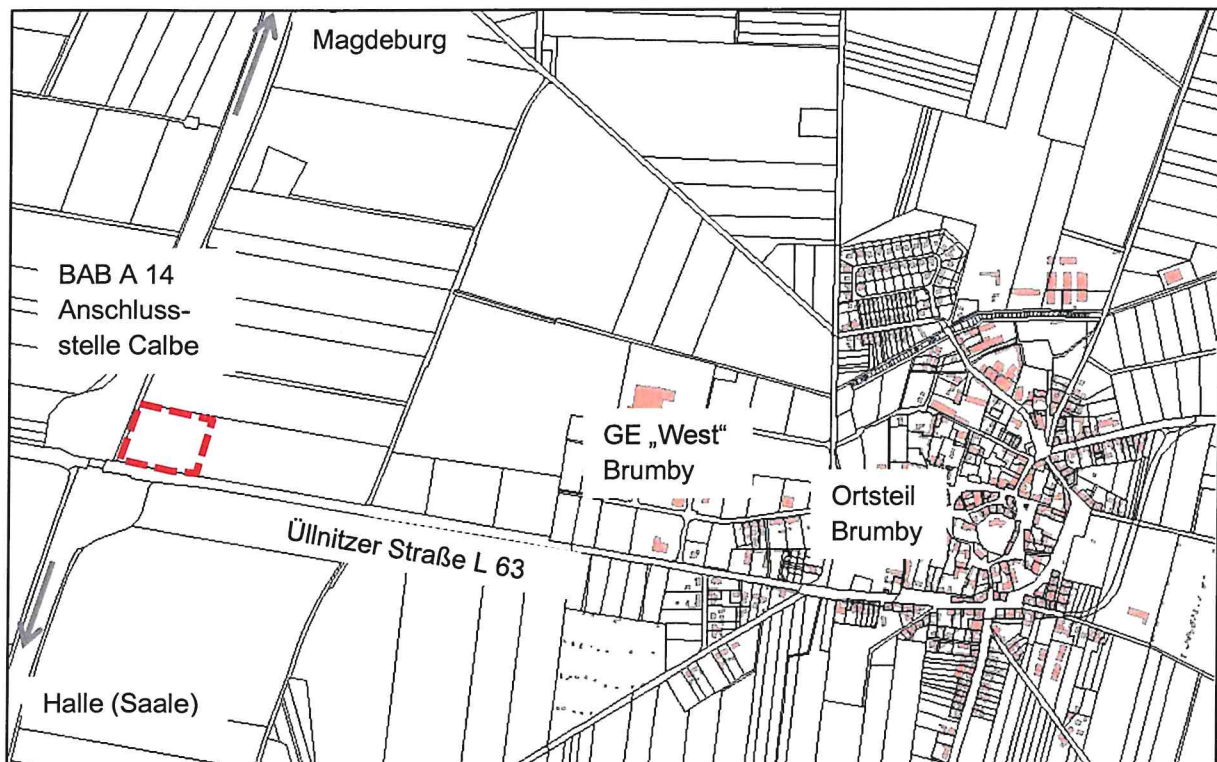 Magdeburg
BAB A 14
Anschluss-
stelle Calbe
GE „West“
Brumby
Ortsteil
Brumby
Üllnitzer Straße L 63
Halle (Saale)